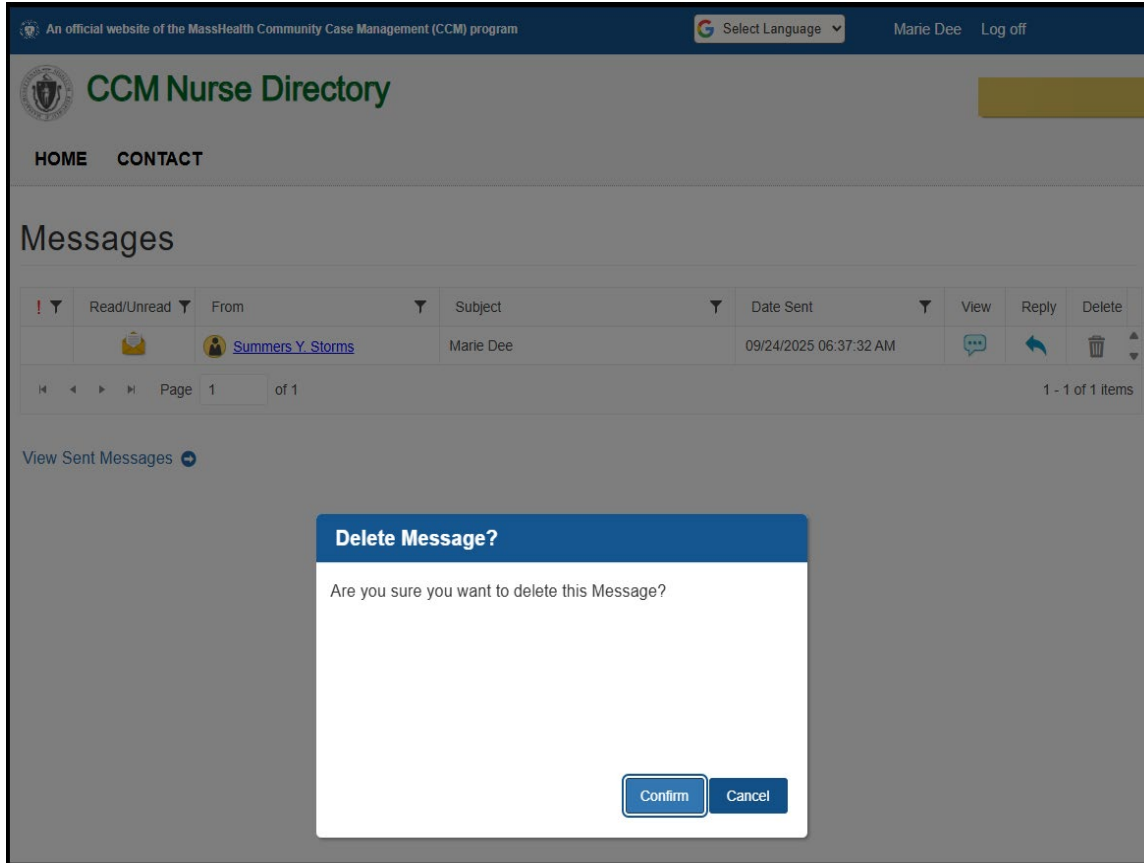 An official website of the MassHealth Community Case Management (CCM) program Select Language Marie Dee Log off
CCM Nurse Directory
HOME CONTACT
Messages
! Read/Unread From Subject Date Sent View Reply Delete
Summers Y. Storms Marie Dee 09/24/2025 06:37:32 AM
Page 1 of 1 1 - 1 of 1 items
View Sent Messages
Delete Message?
Are you sure you want to delete this Message?
Confirm Cancel